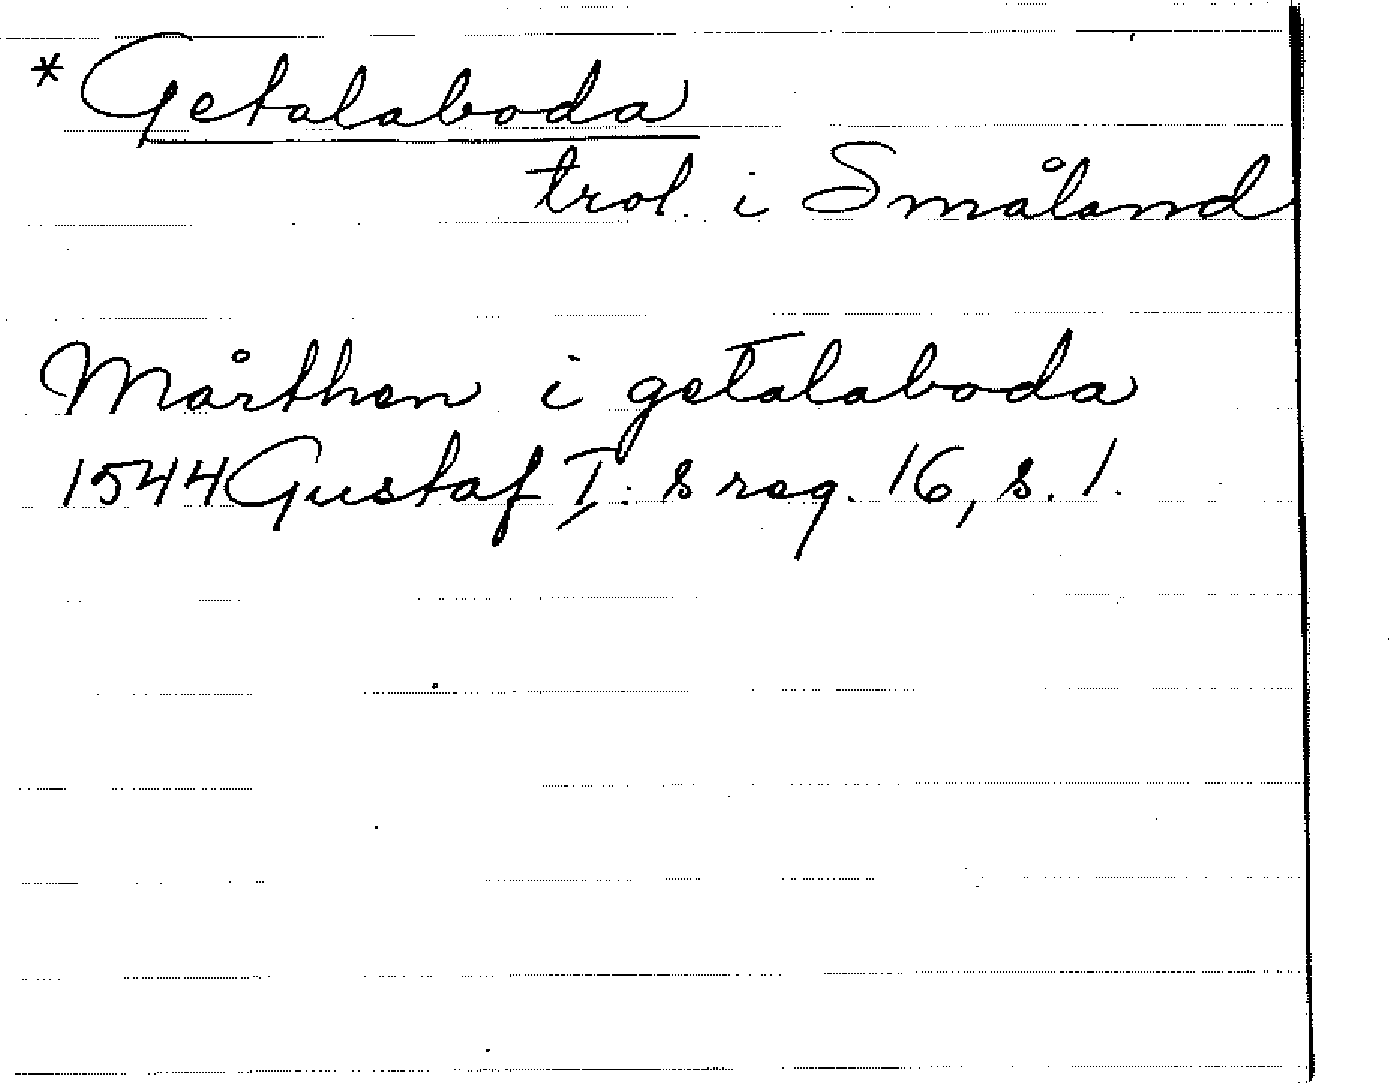 * Getalaboda
trol. i Småland
Mårthen i getalaboda
1544 Gustaf I:s reg. 16, s. 1.